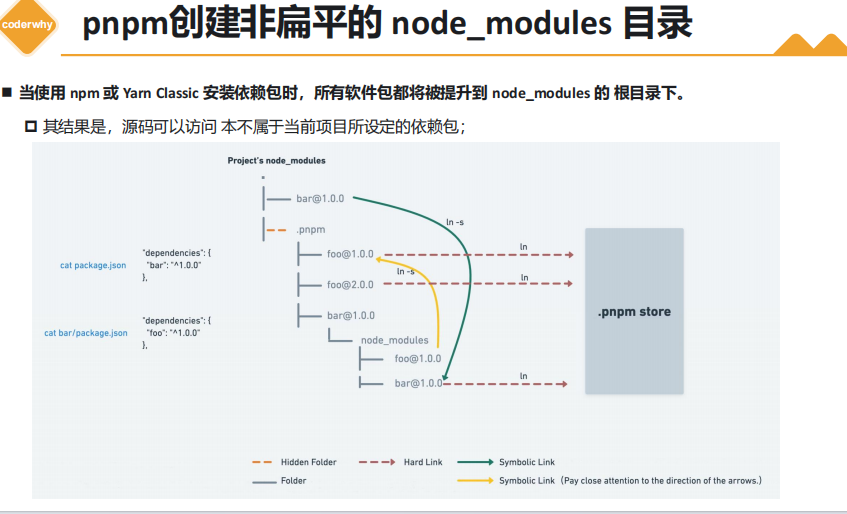 coderwhy
pnpm创建非扁平的 node_modules 目录
当使用 npm 或 Yarn Classic 安装依赖包时，所有软件包都将被提升到 node_modules 的 根目录下。
其结果是，源码可以访问 本不属于当前项目所设定的依赖包；
Project's node_modules
.
bar@1.0.0
ln -s
.pnpm
foo@1.0.0
ln
"dependencies": {
cat package.json
"bar": "^1.0.0"
},
ln -s
foo@2.0.0
ln
.pnpm store
bar@1.0.0
"dependencies": {
cat bar/package.json
"foo": "^1.0.0"
},
node_modules
foo@1.0.0
bar@1.0.0
ln
Hidden Folder
Hard Link
Symbolic Link
Folder
Symbolic Link（Pay close attention to the direction of the arrows.)